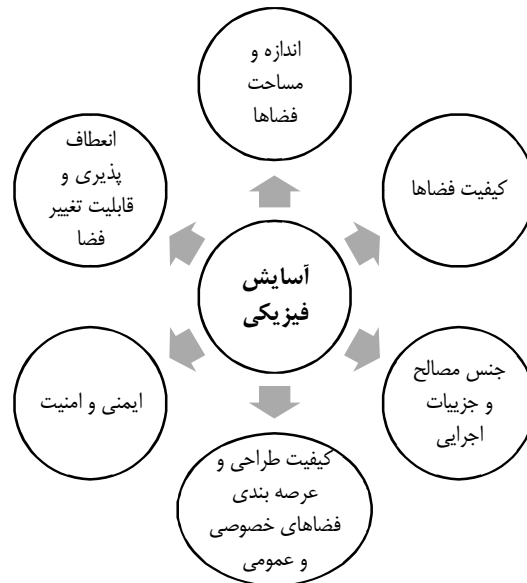 اندازه و
مساحت
فضاها
کیفیت فضاها
جنس مصالح
و جزییات
اجرایی
کیفیت طراحی و
عرصه بندی
فضاهای خصوصی
و عمومی
ایمنی و امنیت
انعطاف
پذیری و
قابلیت تغییر
فضا
آسایش
فیزیکی